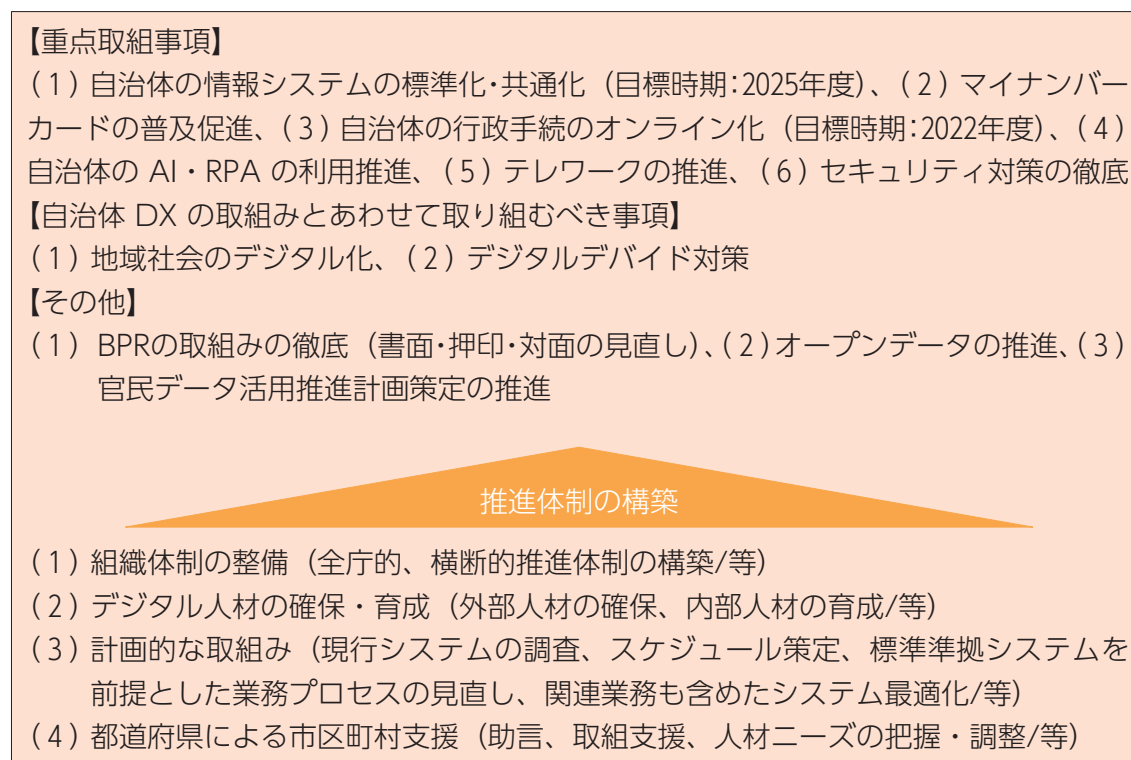 【重点取組事項】
（1）自治体の情報システムの標準化・共通化（目標時期：2025年度）、（2）マイナンバー
カードの普及促進、（3）自治体の行政手続のオンライン化（目標時期：2022年度）、（4）
自治体の AI・RPA の利用推進、（5）テレワークの推進、（6）セキュリティ対策の徹底
【自治体 DX の取組みとあわせて取り組むべき事項】
（1）地域社会のデジタル化、（2）デジタルデバイド対策
【その他】
（1） BPRの取組みの徹底（書面・押印・対面の見直し）、（2）オープンデータの推進、（3）
官民データ活用推進計画策定の推進
推進体制の構築
（1）組織体制の整備（全庁的、横断的推進体制の構築/等）
（2）デジタル人材の確保・育成（外部人材の確保、内部人材の育成/等）
（3）計画的な取組み（現行システムの調査、スケジュール策定、標準準拠システムを
前提とした業務プロセスの見直し、関連業務も含めたシステム最適化/等）
（4）都道府県による市区町村支援（助言、取組支援、人材ニーズの把握・調整/等）